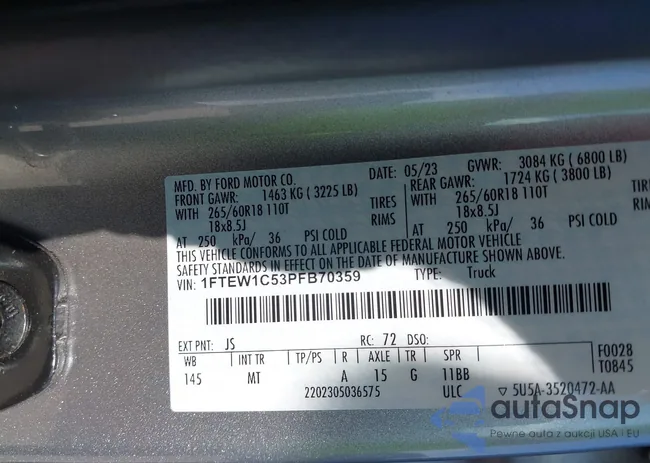 MFD. BY FORD MOTOR CO. DATE: 05/23 GVWR: 3084 KG ( 6800 LB)
FRONT GAWR: 1463 KG ( 3225 LB) REAR GAWR: 1724 KG ( 3800 LB)
WITH 265/60R18 110T TIRES WITH 265/60R18 110T
18x8.5J RIMS 18x8.5J
AT 250 kPa/ 36 PSI COLD AT 250 kPa/ 36 PSI COLD
THIS VEHICLE CONFORMS TO ALL APPLICABLE FEDERAL MOTOR VEHICLE
SAFETY STANDARDS IN EFFECT ON THE DATE OF MANUFACTURE SHOWN ABOVE.
VIN: 1FTEW1C53PFB70359 TYPE: Truck
EXT PNT: JS RC: 72 DSO:
WB INT TR TP/PS R AXLE TR SPR F0028
145 MT A 15 G 11BB T0845
2202305036575 ULC ▽ 5U5A-3520472-AA
autaSnap
Pewne auta z aukcji USA i EU